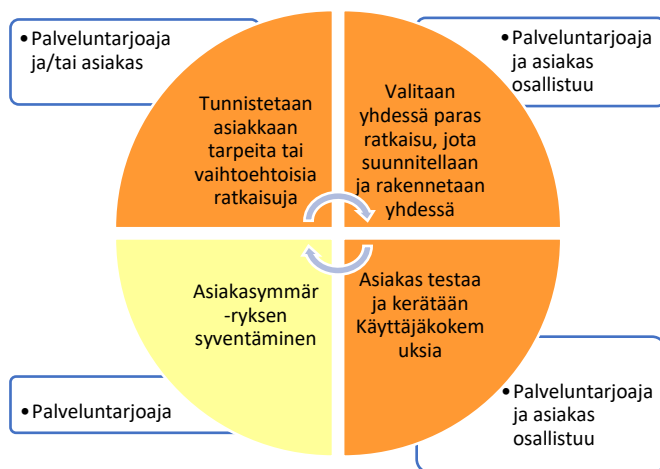 • Palveluntarjoaja
ja/tai asiakas
Tunnistetaan
asiakkaan
tarpeita tai
vaihtoehtoisia
ratkaisuja
• Palveluntarjoaja
ja asiakas
osallistuu
Valitaan
yhdessä paras
ratkaisu, jota
suunnitellaan
ja rakennetaan
yhdessä
Asiakasymmär
-ryksen
syventäminen
• Palveluntarjoaja
Asiakas testaa
ja kerätään
Käyttäjäkokem
uksia
• Palveluntarjoaja
ja asiakas
osallistuu